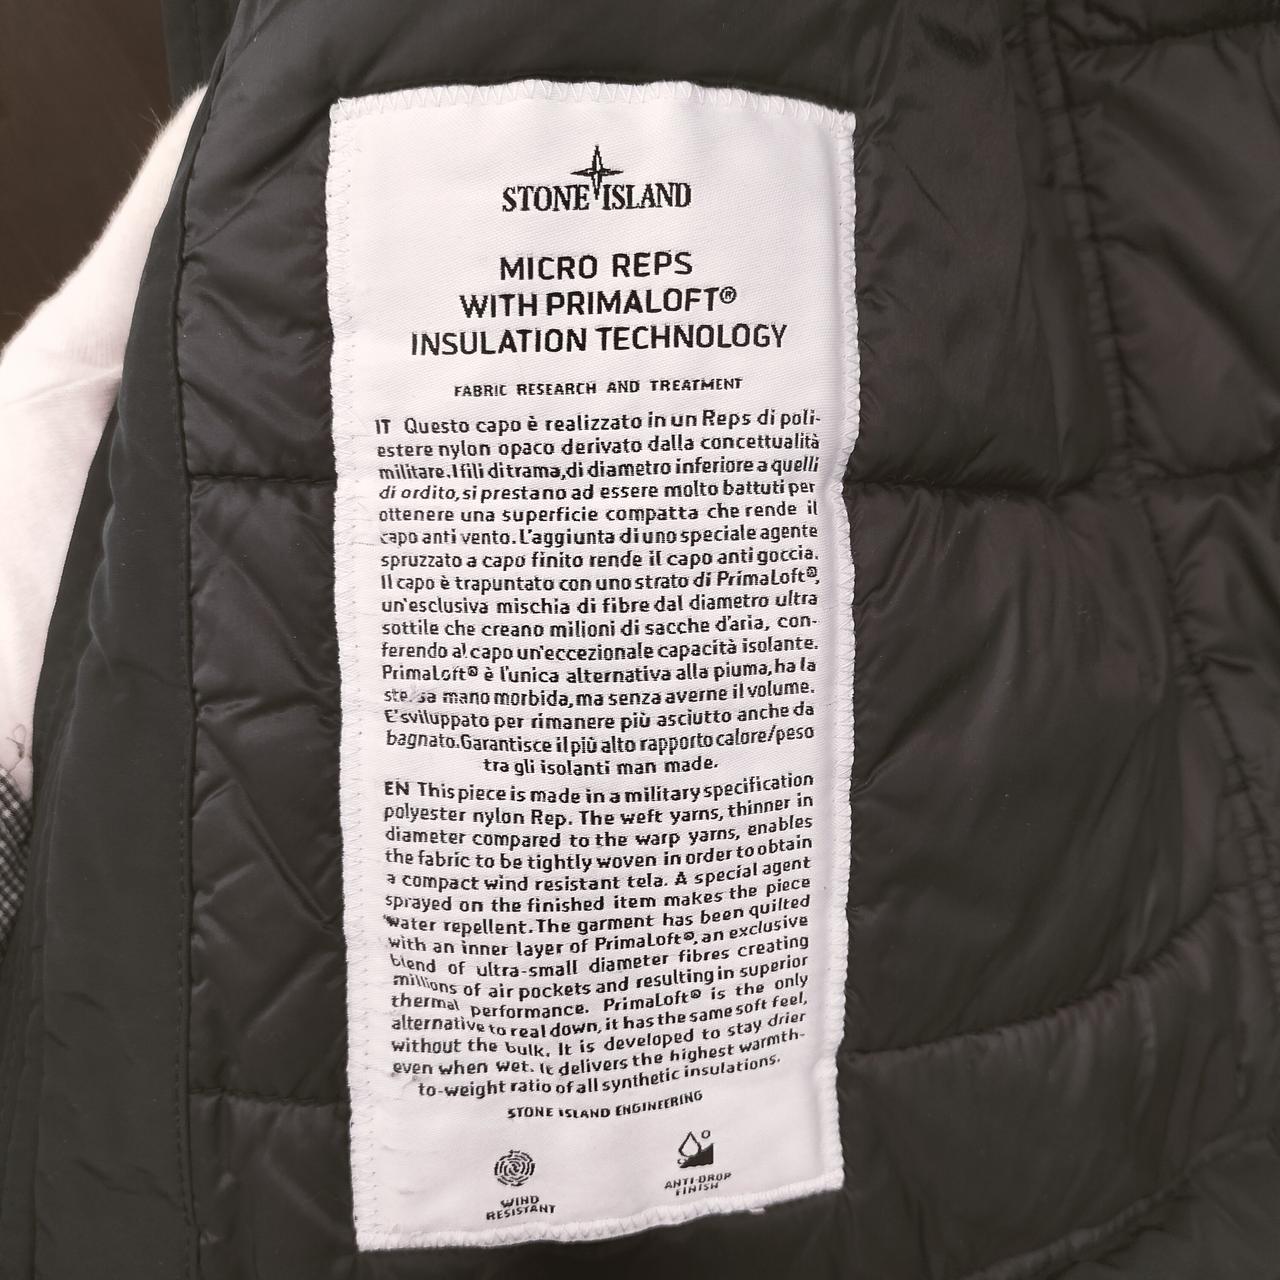 STONE ISLAND
MICRO REPS
WITH PRIMALOFT®
INSULATION TECHNOLOGY
FABRIC RESEARCH AND TREATMENT
IT Questo capo è realizzato in un Reps di poli-
estere nylon opaco derivato dalla concettualità
militare. I fili di trama, di diametro inferiore a quelli
di ordito, si prestano ad essere molto battuti per
ottenere una superficie compatta che rende il
capo anti vento. L'aggiunta di uno speciale agente
spruzzato a capo finito rende il capo anti goccia.
Il capo è trapuntato con uno strato di PrimaLoft®,
un'esclusiva mischia di fibre dal diametro ultra
sottile che creano milioni di sacche d'aria, con-
ferendo al capo un'eccezionale capacità isolante.
PrimaLoft® è l'unica alternativa alla piuma, ha la
stessa mano morbida, ma senza averne il volume.
E' sviluppato per rimanere più asciutto anche da
bagnato. Garantisce il più alto rapporto calore/peso
tra gli isolanti man made.
EN This piece is made in a military specification
polyester nylon Rep. The weft yarns, thinner in
diameter compared to the warp yarns, enables
the fabric to be tightly woven in order to obtain
a compact wind resistant tela. A special agent
sprayed on the finished item makes the piece
water repellent. The garment has been quilted
with an inner layer of PrimaLoft®, an exclusive
blend of ultra-small diameter fibres creating
millions of air pockets and resulting in superior
thermal performance. PrimaLoft® is the only
alternative to real down, it has the same soft feel,
without the bulk. It is developed to stay drier
even when wet. It delivers the highest warmth-
to-weight ratio of all synthetic insulations.
STONE ISLAND ENGINEERING
WIND
RESISTANT
ANTI-DROP
FINISH